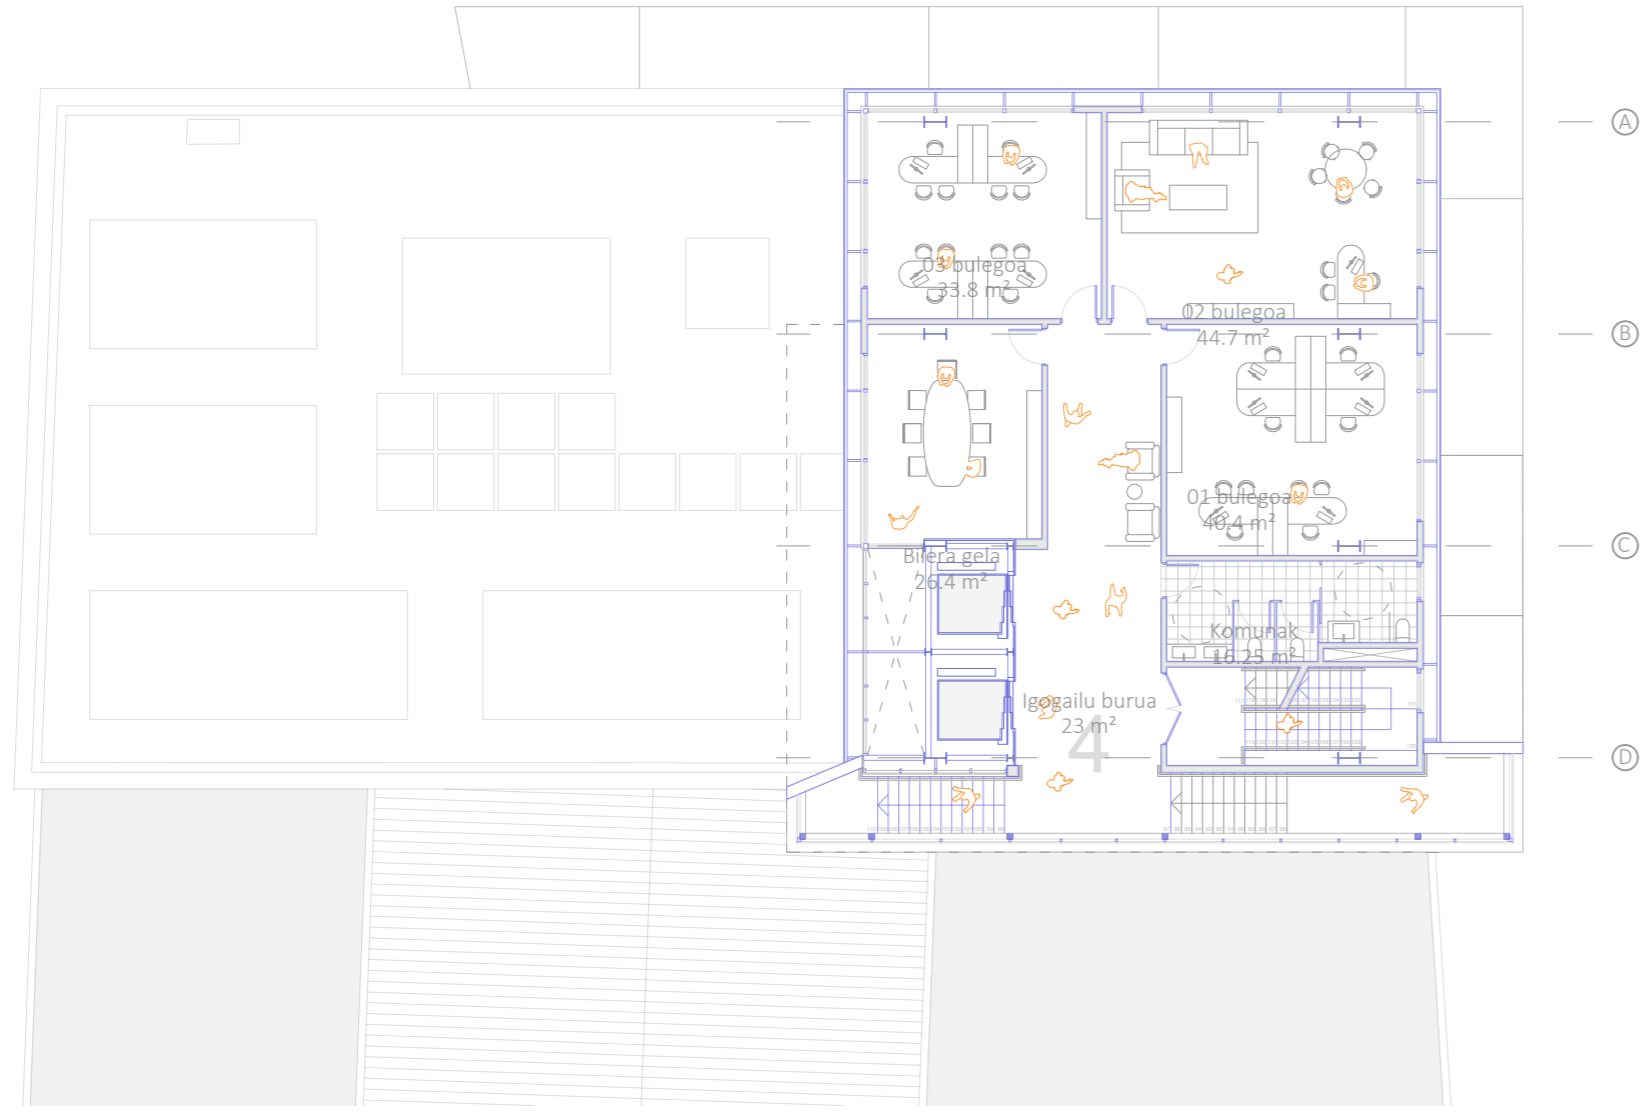 A
03 bulegoa
33.8 m²
02 bulegoa
44.7 m²
B
01 bulegoa
40.4 m²
C
Bilera gela
26.4 m²
Komunak
16.25 m²
Igogailu burua
23 m²
4
D